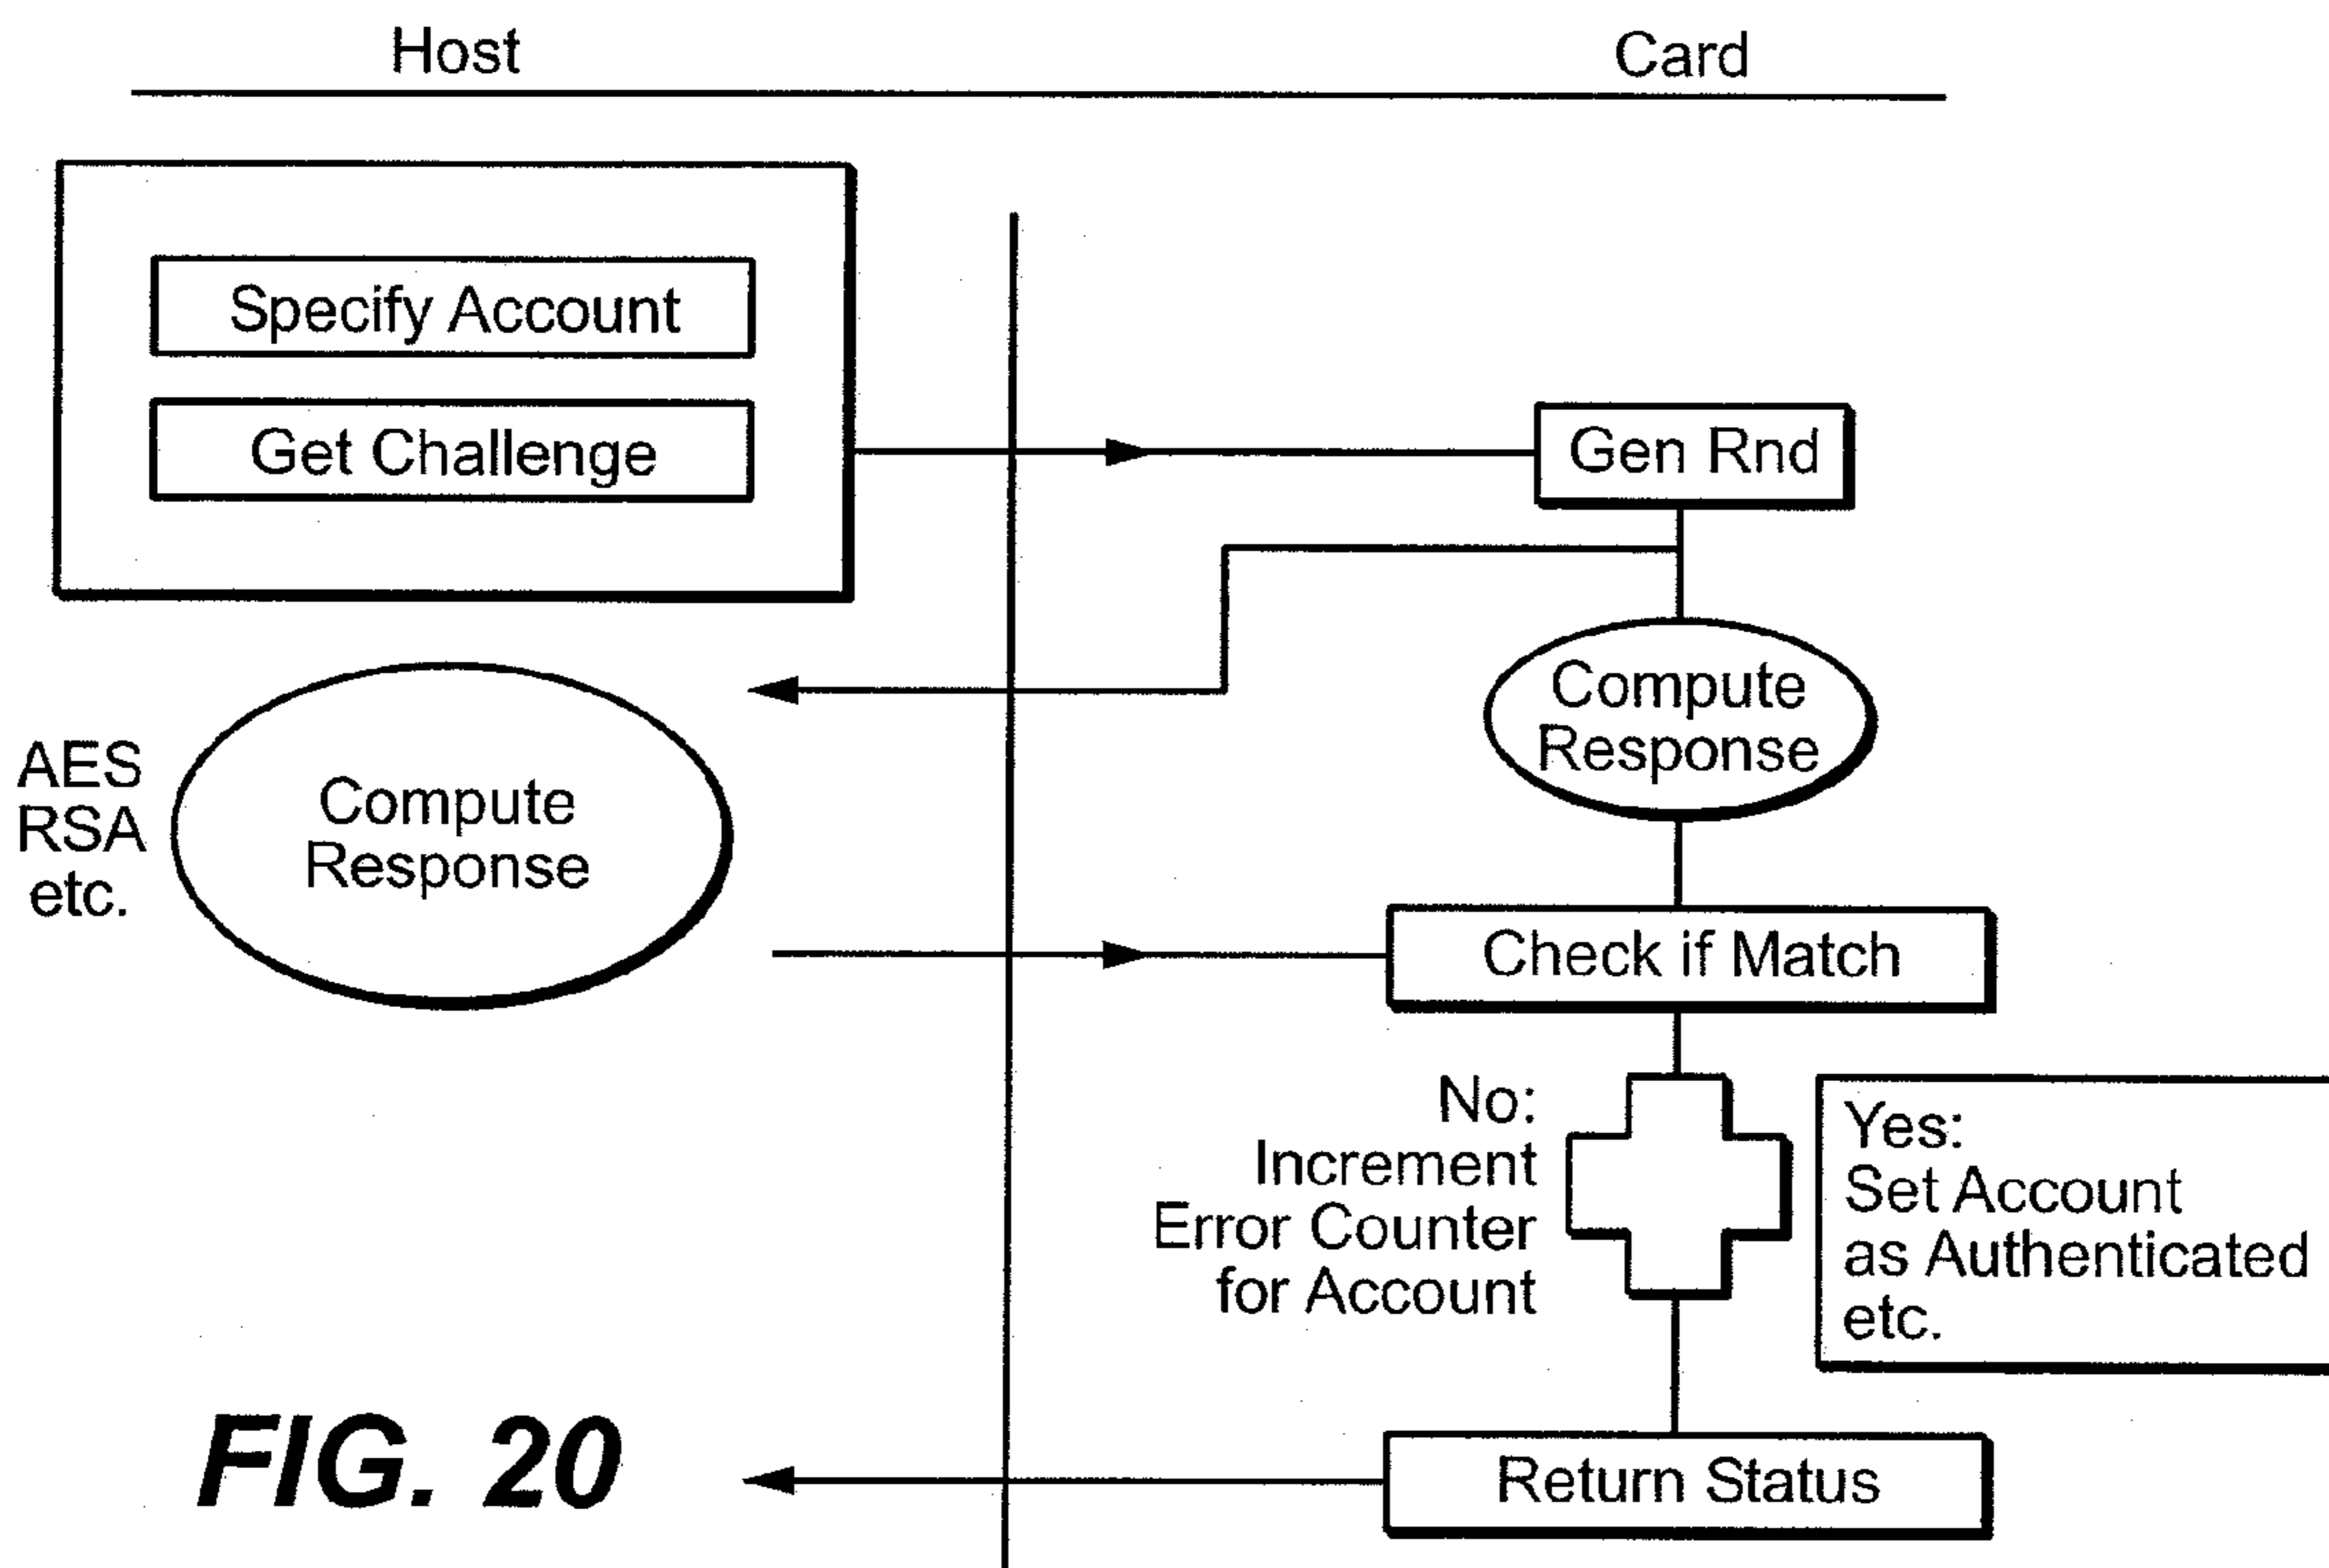 Host
Card
Specify Account
Get Challenge
Gen Rnd
Compute
Response
AES
RSA
etc.
Compute
Response
Check if Match
No:
Increment
Error Counter
for Account
Yes:
Set Account
as Authenticated
etc.
Return Status
FIG. 20